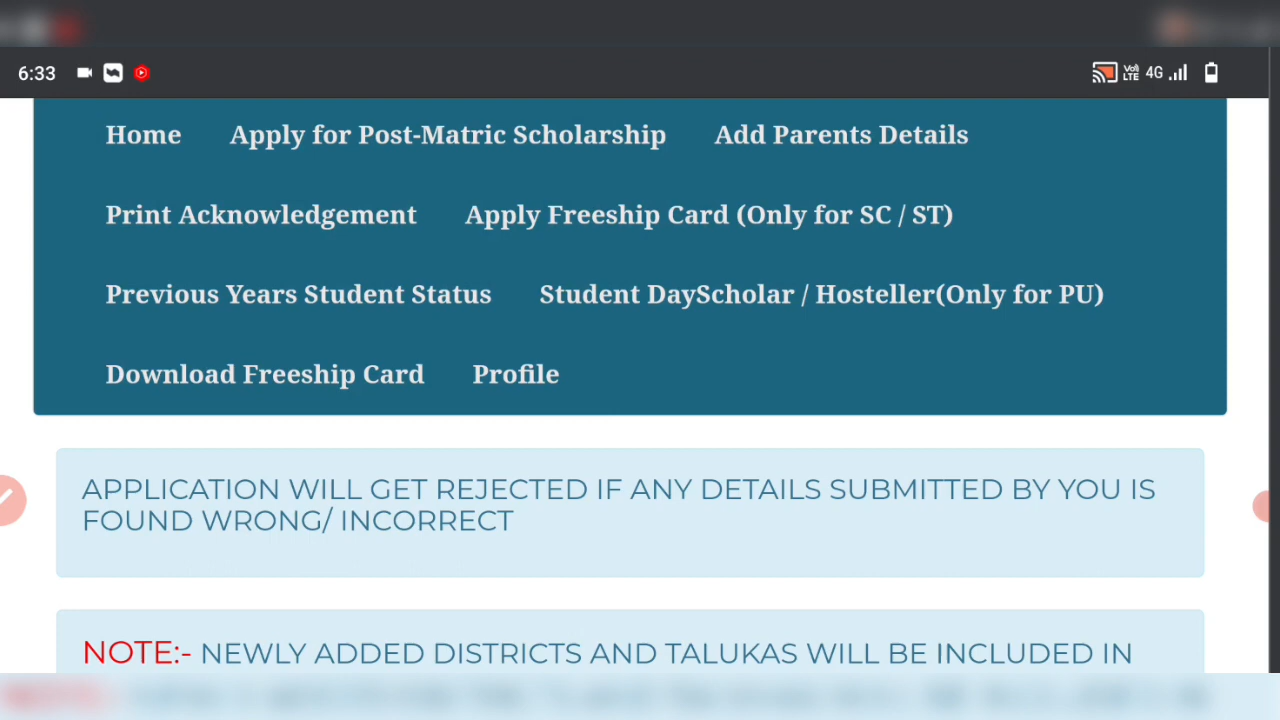 6:33 Vo) LTE 4G
Home Apply for Post-Matric Scholarship Add Parents Details
Print Acknowledgement Apply Freeship Card (Only for SC / ST)
Previous Years Student Status Student DayScholar / Hosteller(Only for PU)
Download Freeship Card Profile
APPLICATION WILL GET REJECTED IF ANY DETAILS SUBMITTED BY YOU IS
FOUND WRONG/ INCORRECT
NOTE:- NEWLY ADDED DISTRICTS AND TALUKAS WILL BE INCLUDED IN